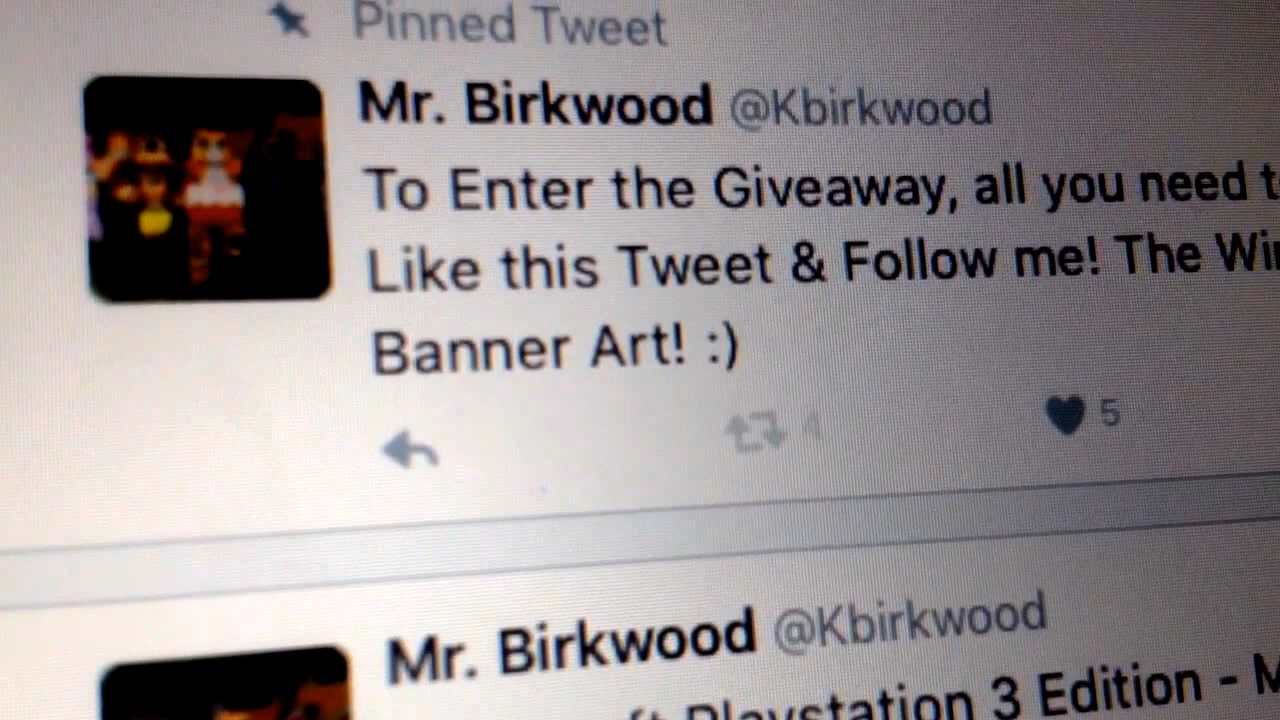 Pinned Tweet
Mr. Birkwood @Kbirkwood
To Enter the Giveaway, all you need
Like this Tweet & Follow me! The
Banner Art! :)
4
5
Mr. Birkwood @Kbirkwood
Playstation 3 Edition -